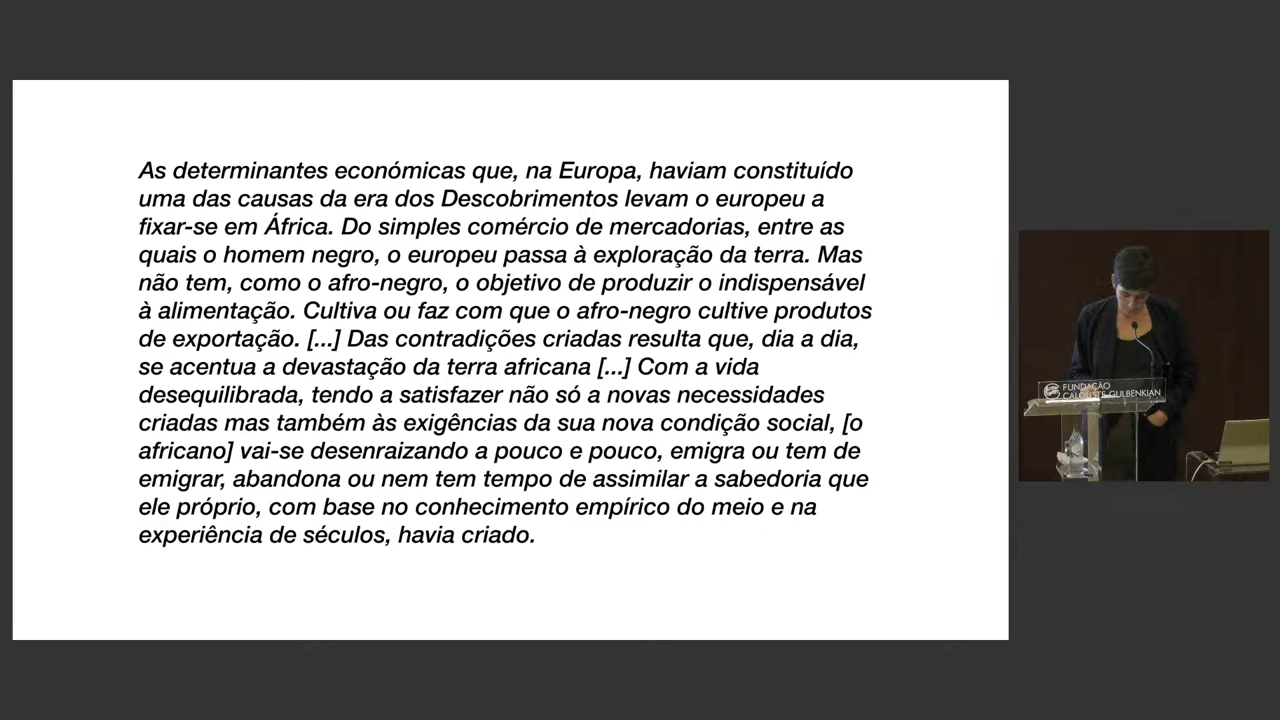 As determinantes económicas que, na Europa, haviam constituído
uma das causas da era dos Descobrimentos levam o europeu a
fixar-se em África. Do simples comércio de mercadorias, entre as
quais o homem negro, o europeu passa à exploração da terra. Mas
não tem, como o afro-negro, o objetivo de produzir o indispensável
à alimentação. Cultiva ou faz com que o afro-negro cultive produtos
de exportação. [...] Das contradições criadas resulta que, dia a dia,
se acentua a devastação da terra africana [...] Com a vida
desequilibrada, tendo a satisfazer não só a novas necessidades
criadas mas também às exigências da sua nova condição social, [o
africano] vai-se desenraizando a pouco e pouco, emigra ou tem de
emigrar, abandona ou nem tem tempo de assimilar a sabedoria que
ele próprio, com base no conhecimento empírico do meio e na
experiência de séculos, havia criado.
FUNDAÇÃO
CALOUSTE GULBENKIAN